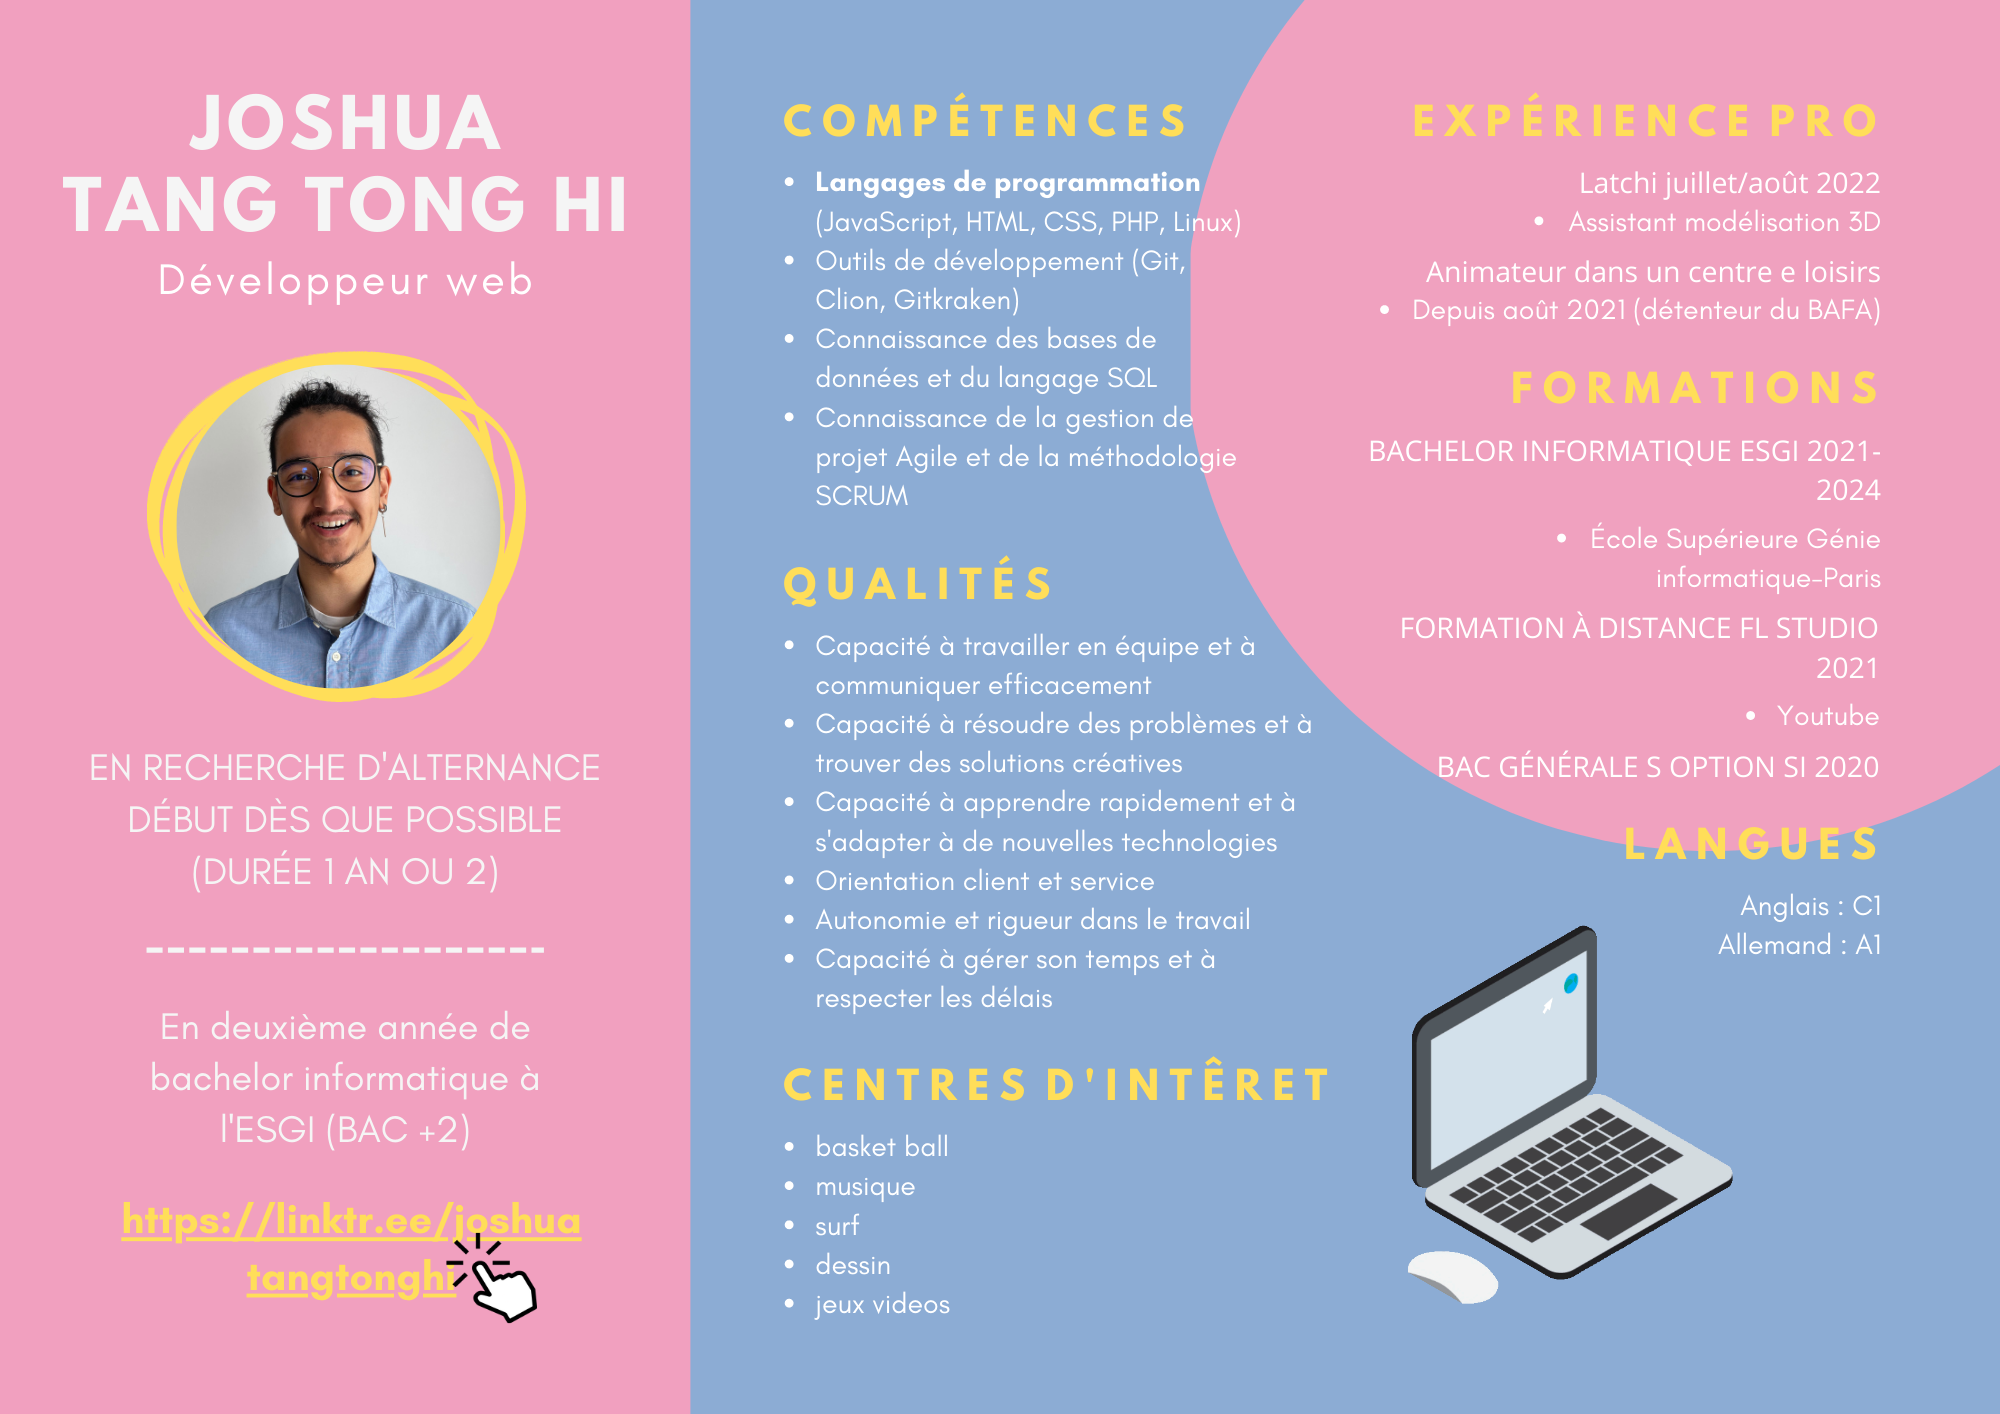 JOSHUA
TANG TONG HI
Développeur web
EN RECHERCHE D'ALTERNANCE
DÉBUT DÈS QUE POSSIBLE
(DURÉE 1 AN OU 2)
-------------------
En deuxième année de
bachelor informatique à
l'ESGI (BAC +2)
https://linktr.ee/joshua
tangtonghi
COMPÉTENCES
• Langages de programmation
(JavaScript, HTML, CSS, PHP, Linux)
• Outils de développement (Git,
Clion, Gitkraken)
• Connaissance des bases de
données et du langage SQL
• Connaissance de la gestion de
projet Agile et de la méthodologie
SCRUM
QUALITÉS
• Capacité à travailler en équipe et à
communiquer efficacement
• Capacité à résoudre des problèmes et à
trouver des solutions créatives
• Capacité à apprendre rapidement et à
s'adapter à de nouvelles technologies
• Orientation client et service
• Autonomie et rigueur dans le travail
• Capacité à gérer son temps et à
respecter les délais
CENTRES D'INTÊRET
• basket ball
• musique
• surf
• dessin
• jeux videos
EXPÉRIENCE PRO
Latchi juillet/août 2022
• Assistant modélisation 3D
Animateur dans un centre e loisirs
• Depuis août 2021 (détenteur du BAFA)
FORMATIONS
BACHELOR INFORMATIQUE ESGI 2021-
2024
• École Supérieure Génie
informatique-Paris
FORMATION À DISTANCE FL STUDIO
2021
• Youtube
BAC GÉNÉRALE S OPTION SI 2020
LANGUES
Anglais : C1
Allemand : A1